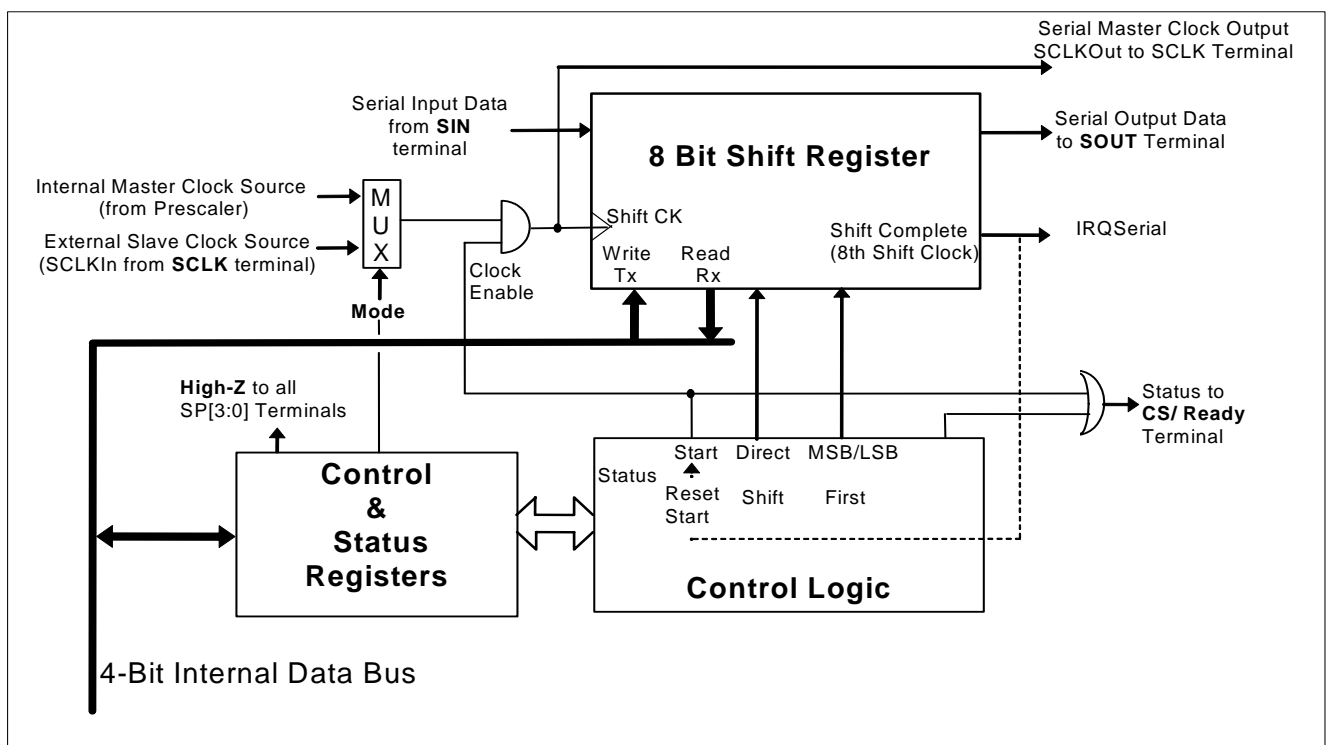 Serial Master Clock Output
SCLKOut to SCLK Terminal
Serial Input Data
from SIN
terminal
8 Bit Shift Register
Serial Output Data
to SOUT Terminal
Internal Master Clock Source
(from Prescaler)
M
U
X
External Slave Clock Source
(SCLKIn from SCLK terminal)
Shift CK
Shift Complete
(8th Shift Clock)
IRQSerial
Clock
Enable
Write
Tx
Read
Rx
Mode
High-Z to all
SP[3:0] Terminals
Status to
CS/ Ready
Terminal
Control
&
Status
Registers
Status
Start
Direct
MSB/LSB
Reset
Start
Shift
First
Control Logic
4-Bit Internal Data Bus